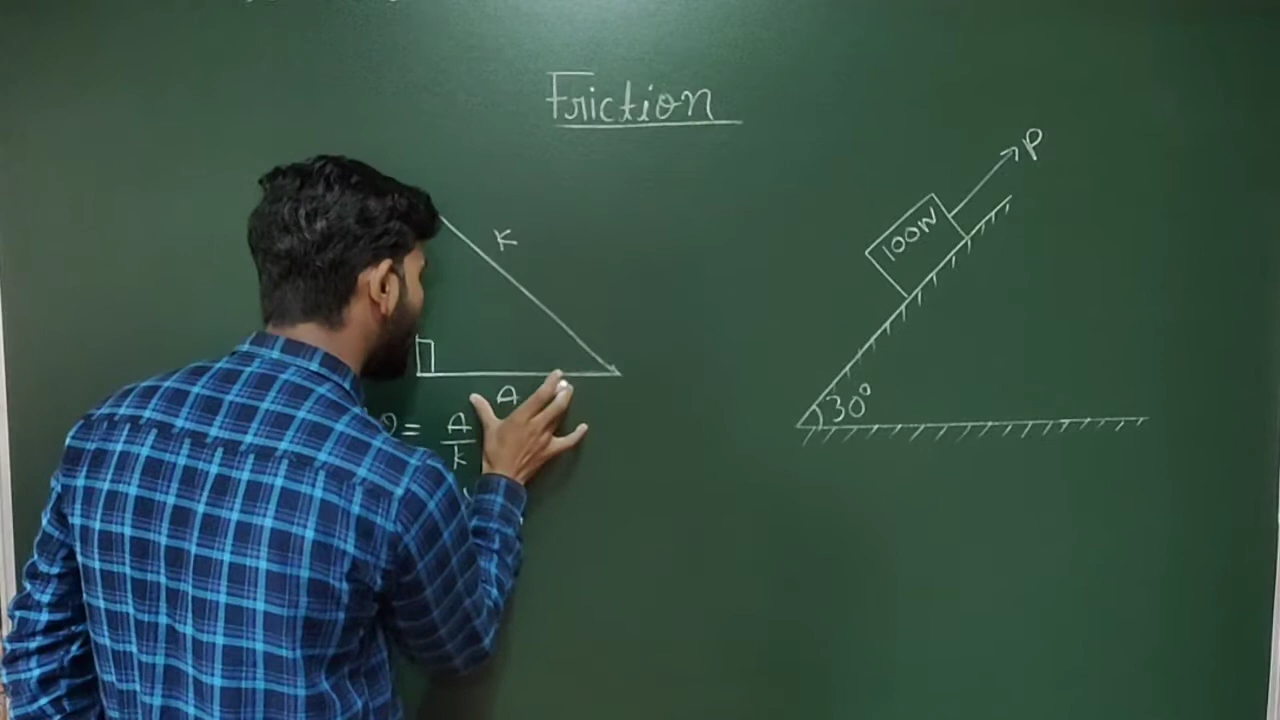 Friction
P
100N
K
A
30°
θ = A
K